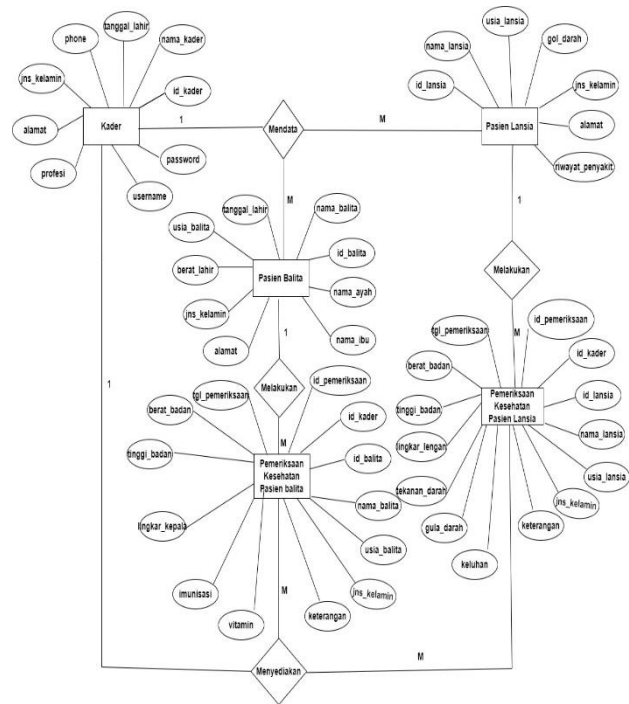 tanggal_lahir
phone
nama_kader
jns_kelamin
id_kader
alamat
Kader
password
profesi
username
1
Mendata
M
usia_lansia
nama_lansia
gol_darah
id_lansia
jns_kelamin
Pasien Lansia
alamat
riwayat_penyakit
M
1
tanggal_lahir
nama_balita
usia_balita
id_balita
berat_lahir
Pasien Balita
nama_ayah
jns_kelamin
alamat
nama_ibu
1
Melakukan
M
Melakukan
M
tgl_pemeriksaan
id_pemeriksaan
berat_badan
id_kader
tinggi_badan
id_balita
Pemeriksaan
Kesehatan
Pasien balita
nama_balita
lingkar_kepala
usia_balita
imunisasi
jns_kelamin
vitamin
keterangan
tgl_pemeriksaan
id_pemeriksaan
berat_badan
id_kader
tinggi_badan
id_lansia
Pemeriksaan
Kesehatan
Pasien Lansia
lingkar_lengan
nama_lansia
tekanan_darah
usia_lansia
gula_darah
jns_kelamin
keluhan
keterangan
1
M
Menyediakan
M